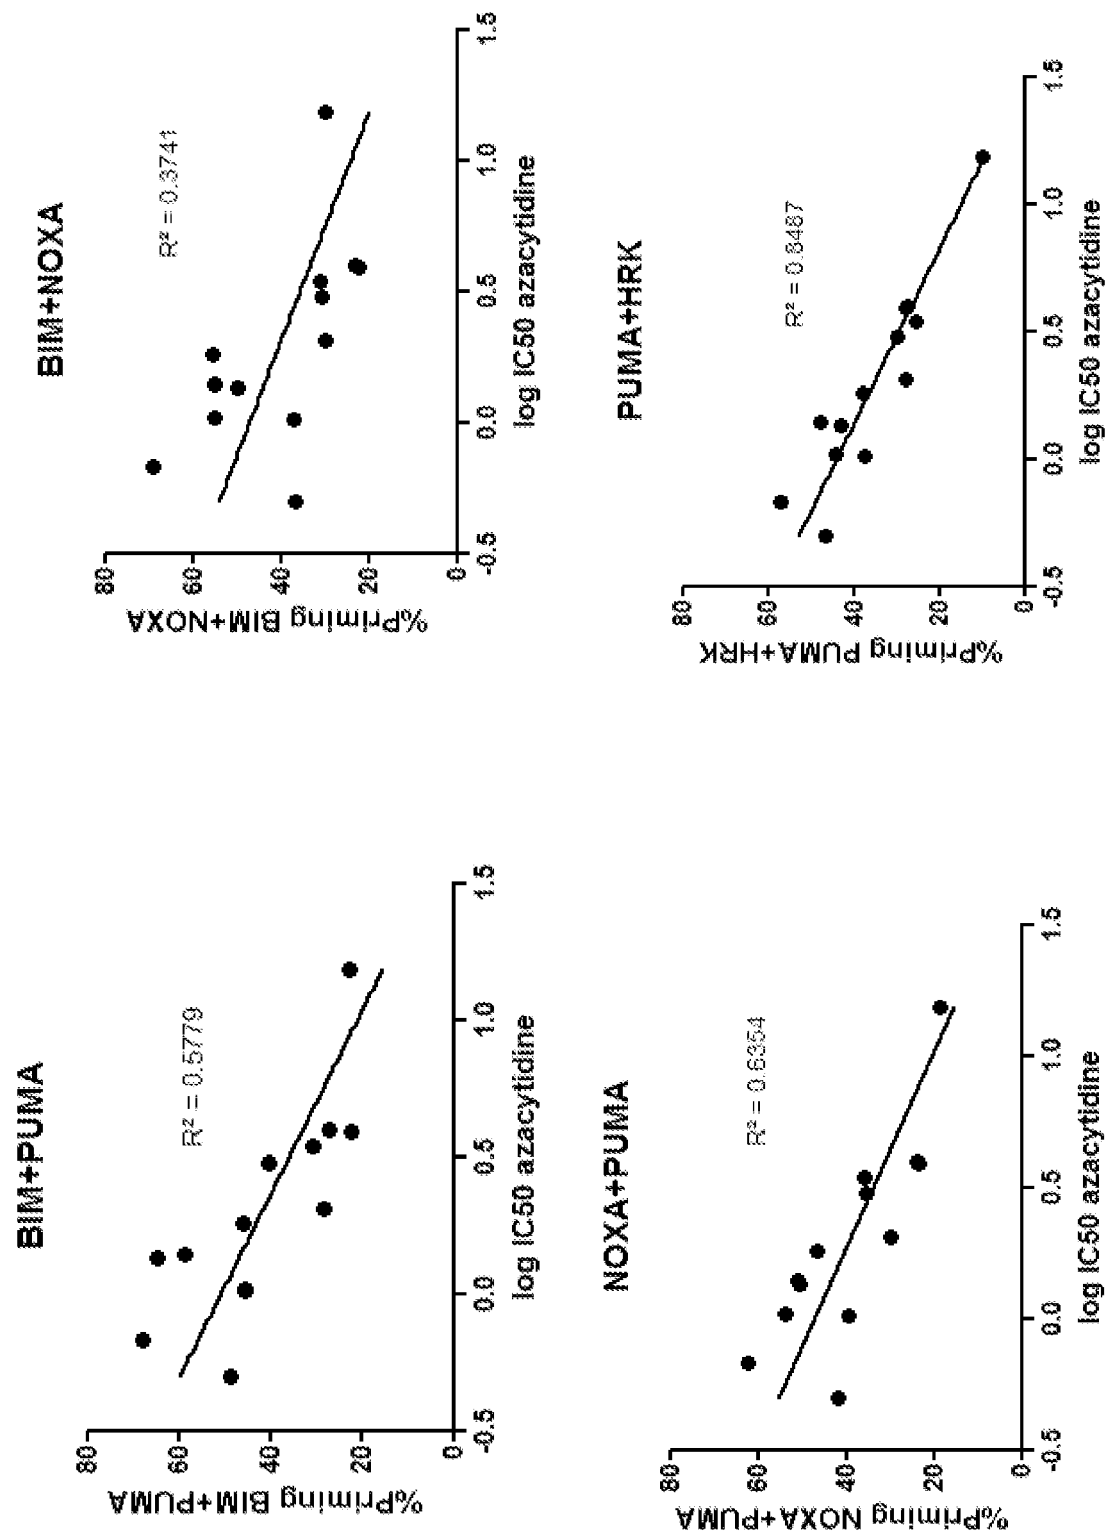 BIM+PUMA
R² = 0.5779
%Priming BIM+PUMA
80
60
40
20
0
-0.5 0.0 0.5 1.0 1.5
log IC50 azacytidine
BIM+NOXA
R² = 0.3741
%Priming BIM+NOXA
80
60
40
20
0
-0.5 0.0 0.5 1.0 1.5
log IC50 azacytidine
NOXA+PUMA
R² = 0.6354
%Priming NOXA+PUMA
80
60
40
20
0
-0.5 0.0 0.5 1.0 1.5
log IC50 azacytidine
PUMA+HRK
R² = 0.8487
%Priming PUMA+HRK
80
60
40
20
0
-0.5 0.0 0.5 1.0 1.5
log IC50 azacytidine